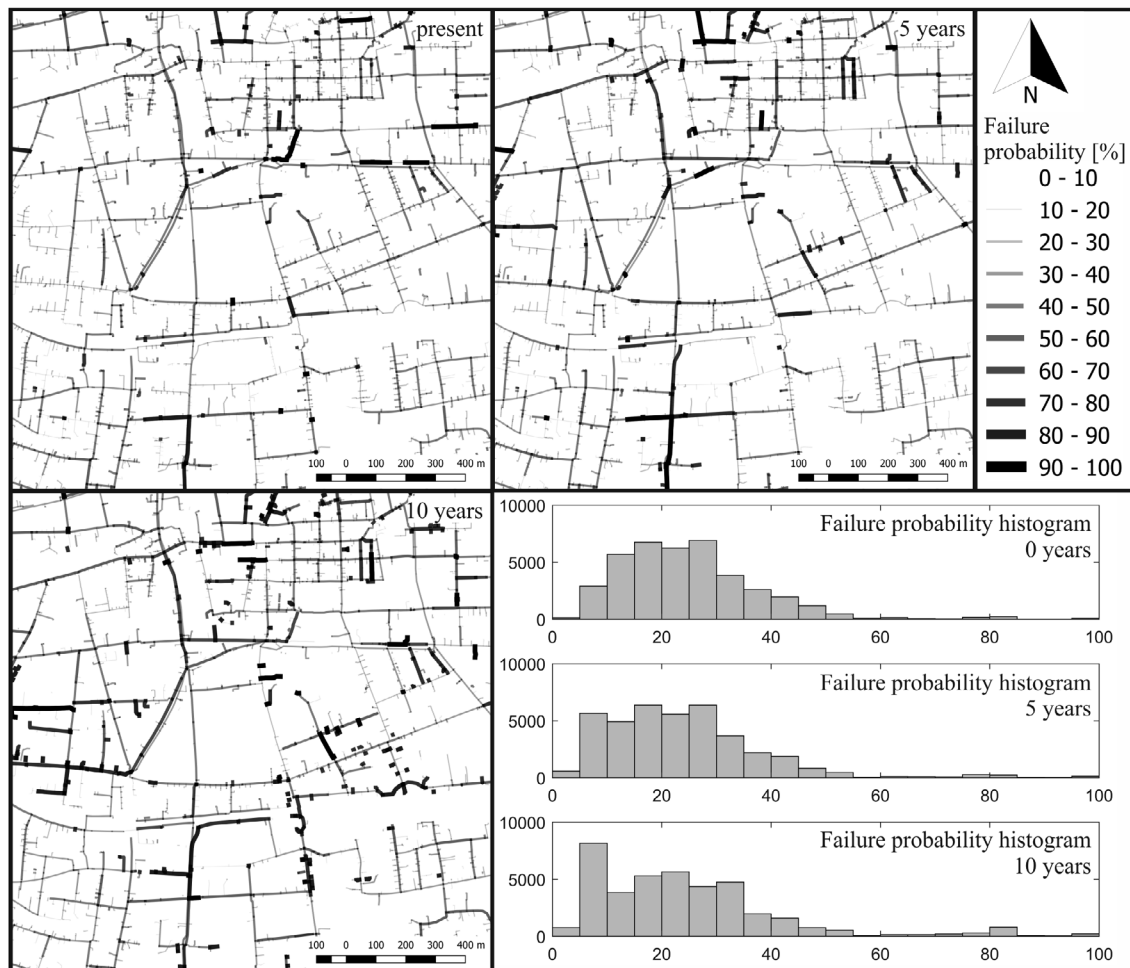 present
100 0 100 200 300 400 m
5 years
100 0 100 200 300 400 m
N
Failure
probability [%]
0 - 10
10 - 20
20 - 30
30 - 40
40 - 50
50 - 60
60 - 70
70 - 80
80 - 90
90 - 100
10 years
100 0 100 200 300 400 m
Failure probability histogram
0 years
10000
5000
0
0 20 40 60 80 100
Failure probability histogram
5 years
10000
5000
0
0 20 40 60 80 100
Failure probability histogram
10 years
10000
5000
0
0 20 40 60 80 100